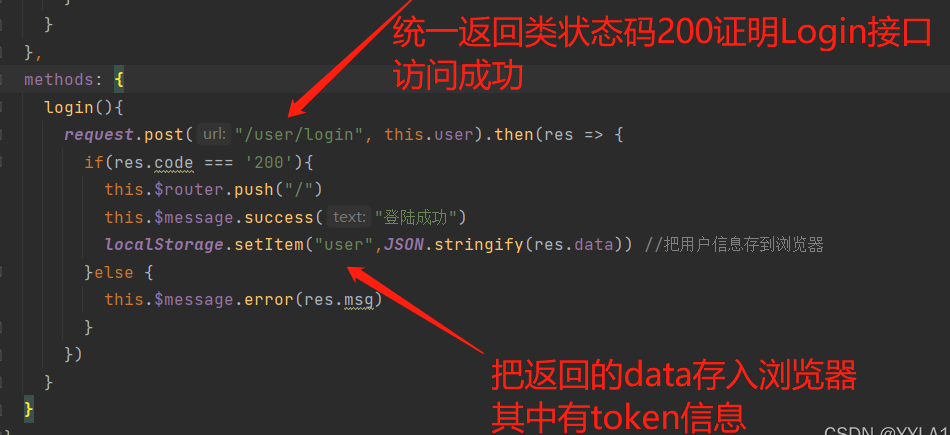 }
统一返回类状态码200证明Login接口
},
访问成功
methods: {
login(){
request.post( url: "/user/login", this.user).then(res => {
if(res.code === '200'){
this.$router.push("/")
this.$message.success( text: "登陆成功")
localStorage.setItem("user",JSON.stringify(res.data)) //把用户信息存到浏览器
}else {
this.$message.error(res.msg)
}
})
}
把返回的data存入浏览器
}
其中有token信息